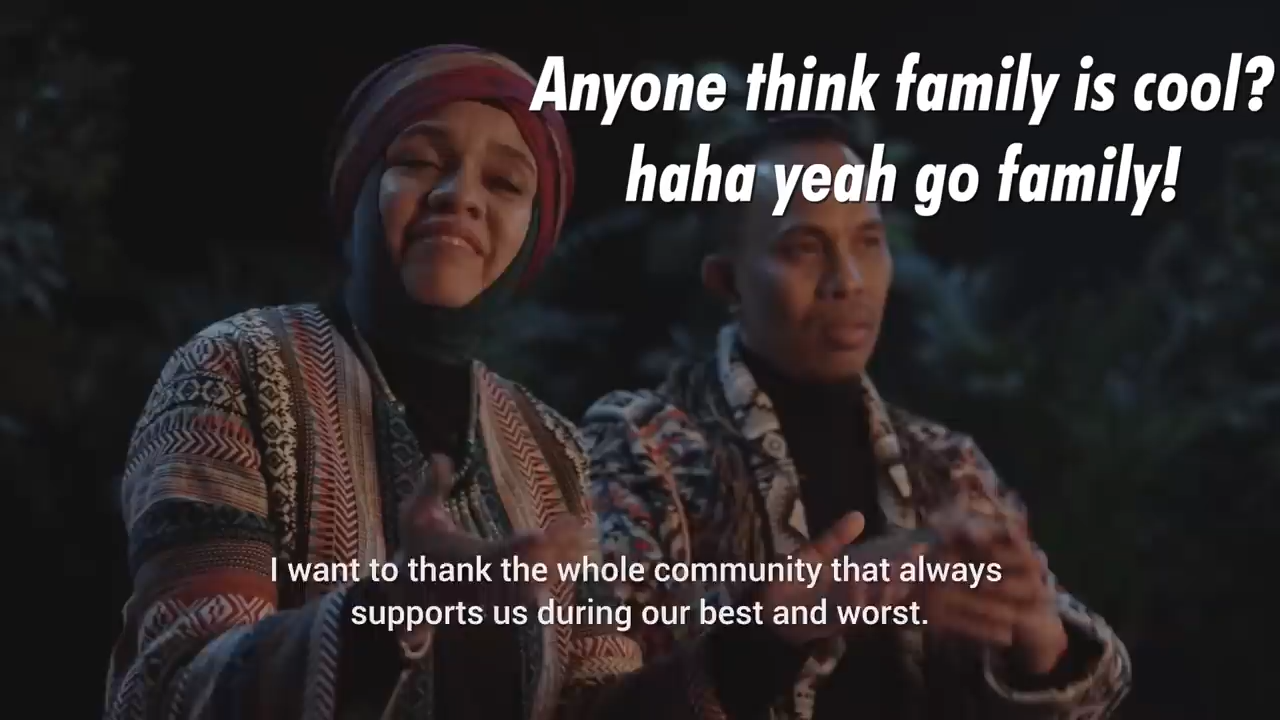 Anyone think family is cool?
haha yeah go family!
I want to thank the whole community that always
supports us during our best and worst.